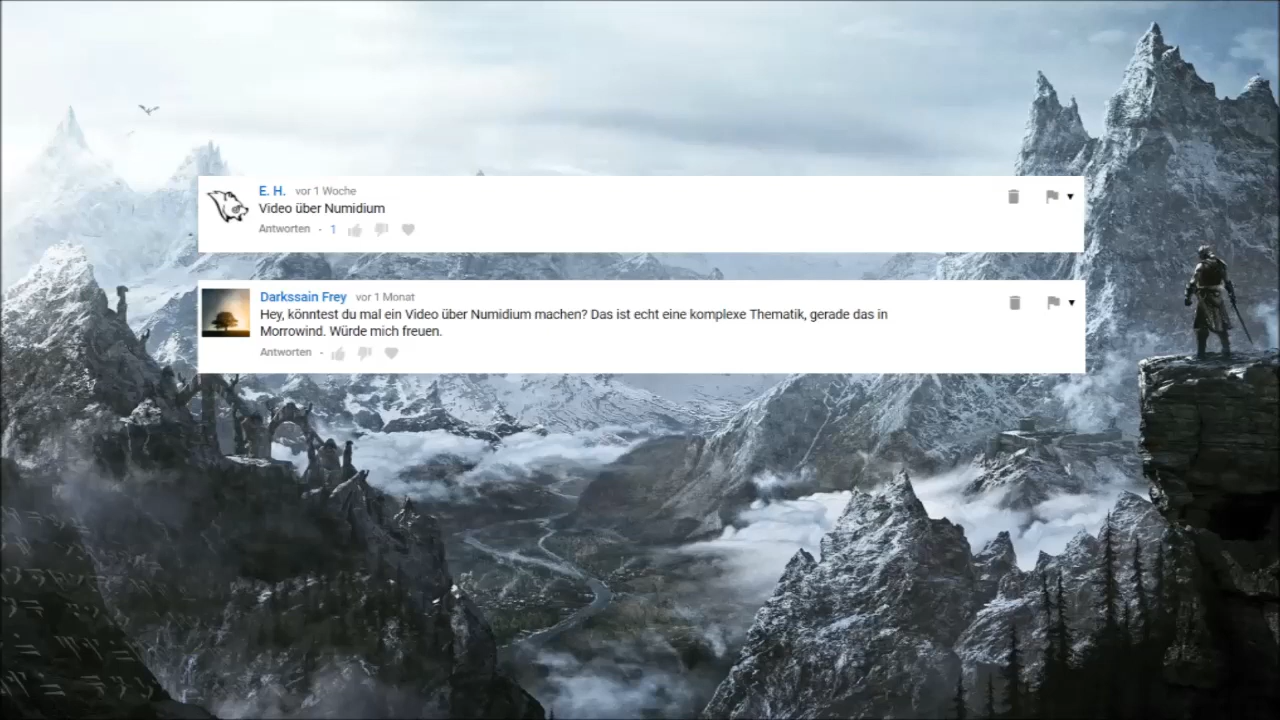 E. H. vor 1 Woche
Video über Numidium
Antworten · 1
Darkssain Frey vor 1 Monat
Hey, könntest du mal ein Video über Numidium machen? Das ist echt eine komplexe Thematik, gerade das in
Morrowind. Würde mich freuen.
Antworten ·